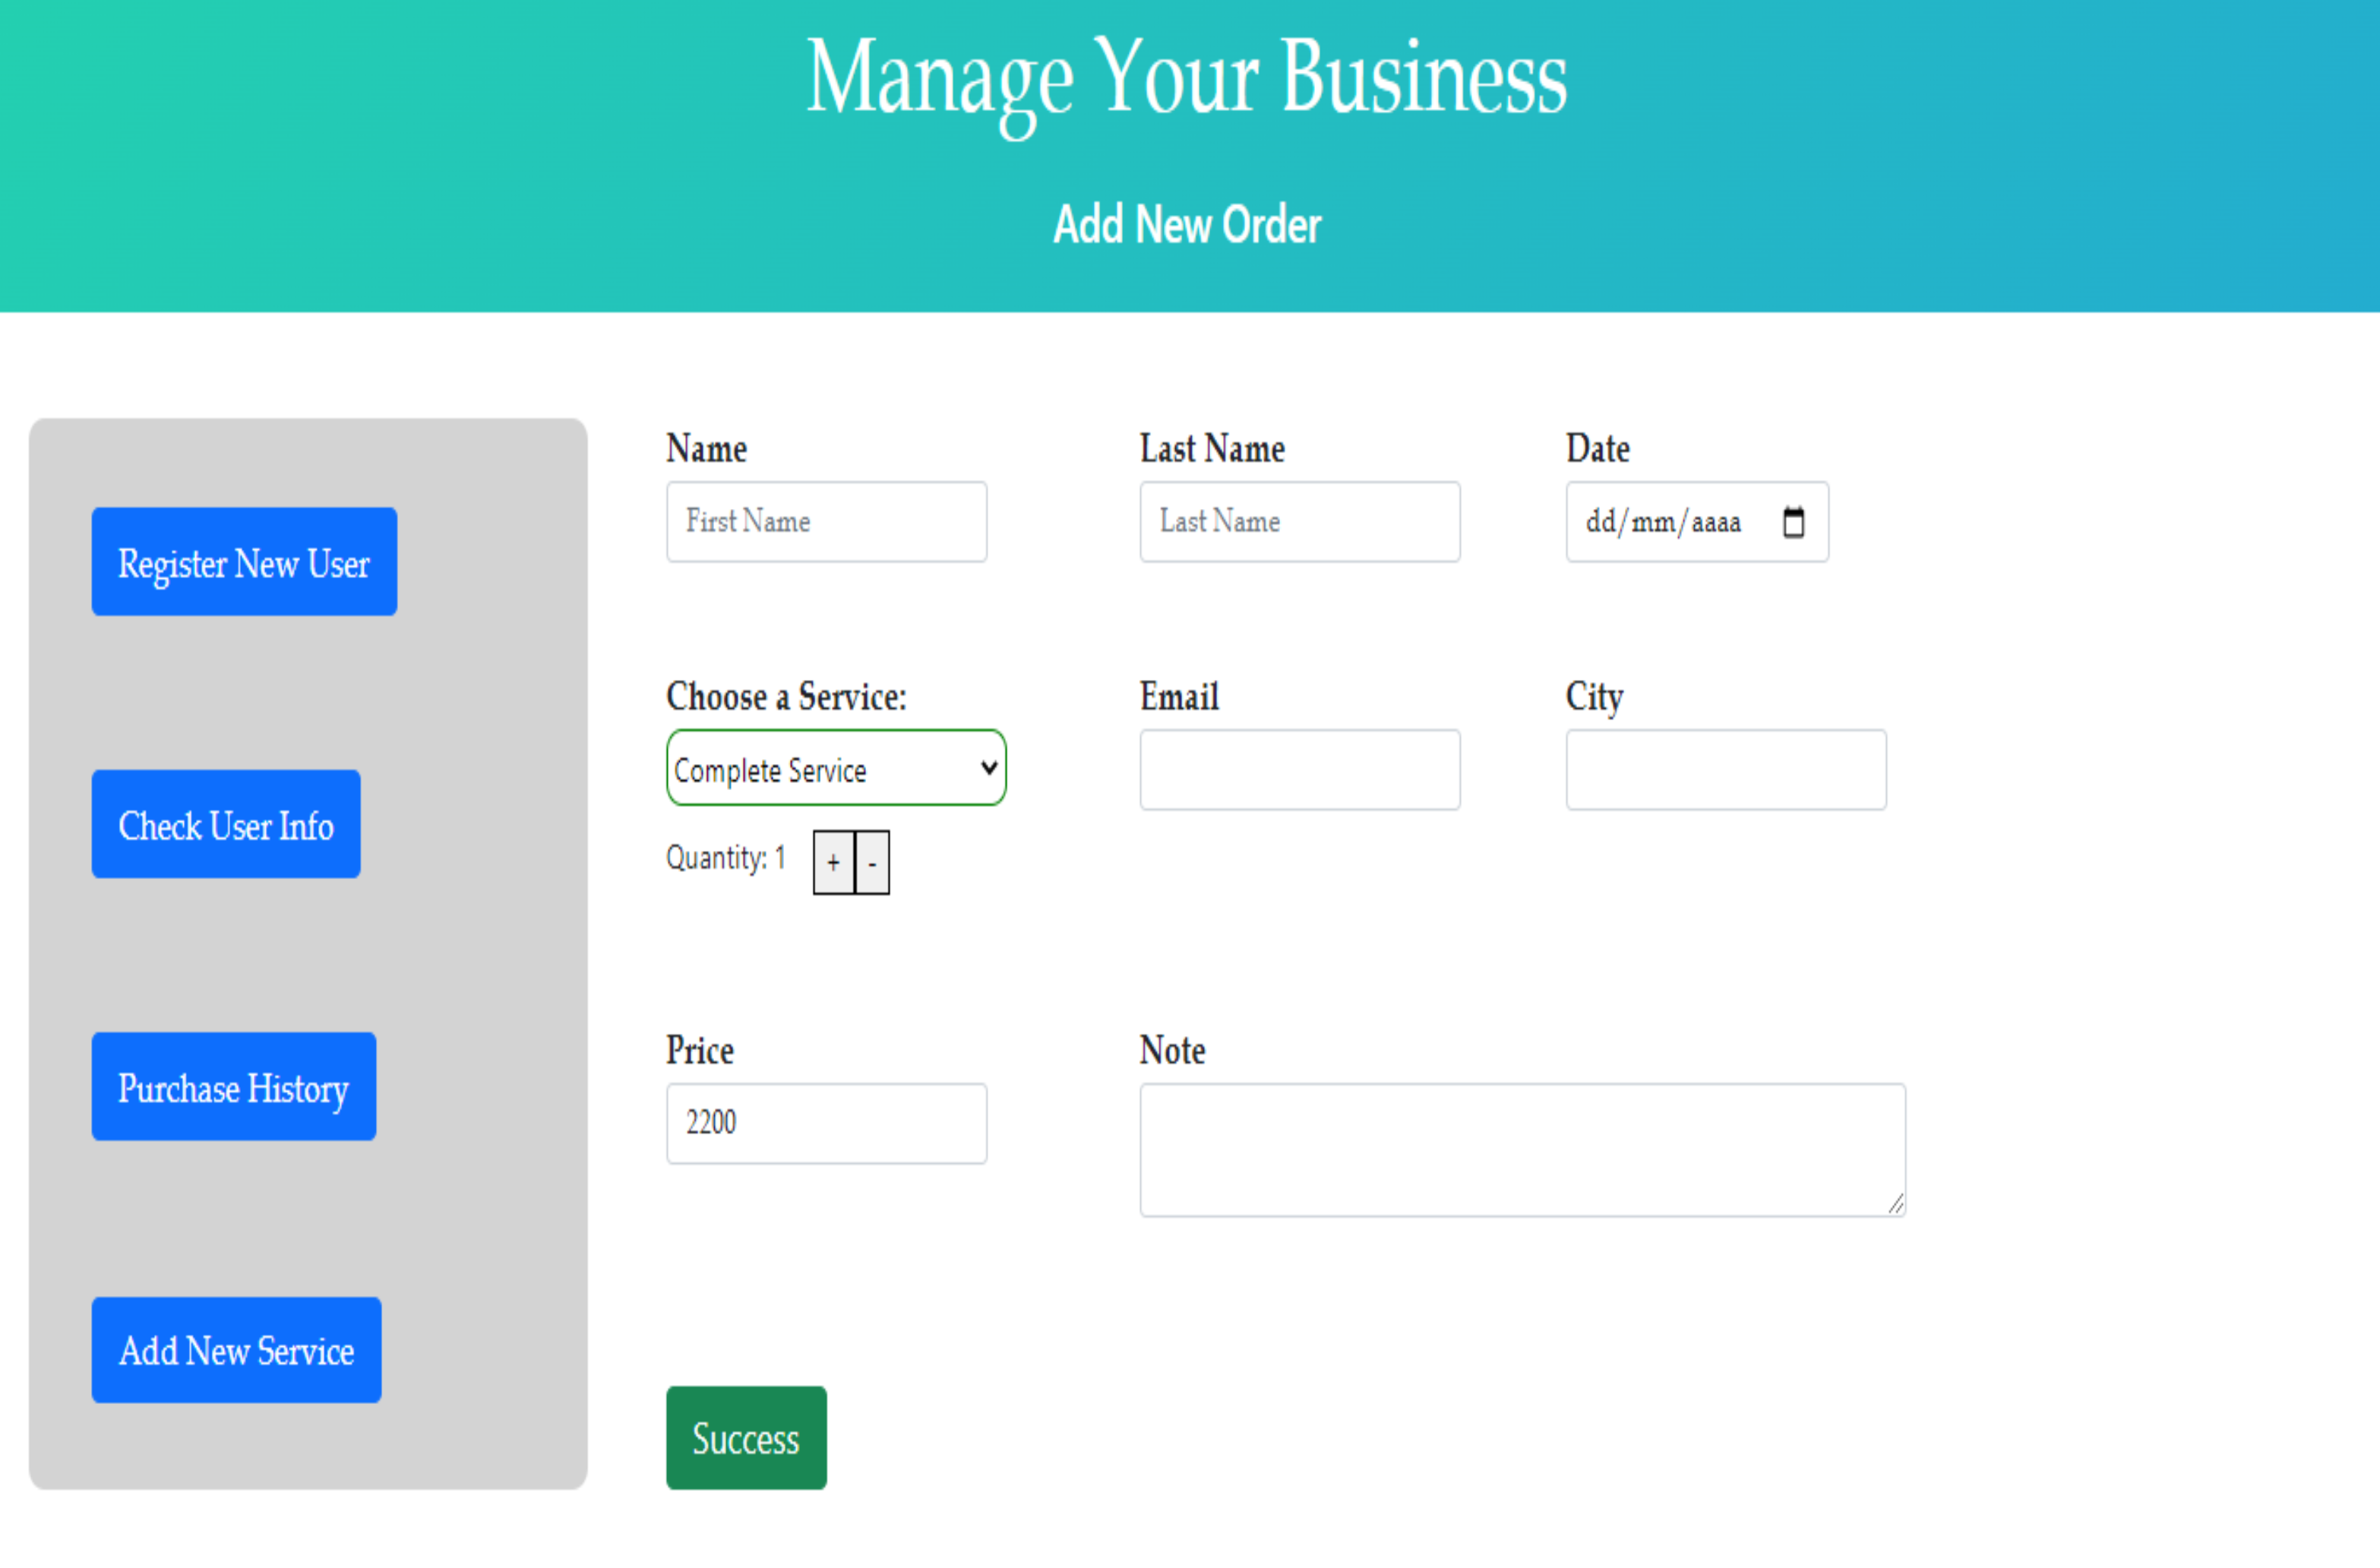 Manage Your Business
Add New Order
Register New User
Check User Info
Purchase History
Add New Service
Name
Last Name
Date
First Name
Last Name
dd/mm/aaaa
Choose a Service:
Email
City
Complete Service
Quantity: 1
+
-
Price
Note
2200
Success